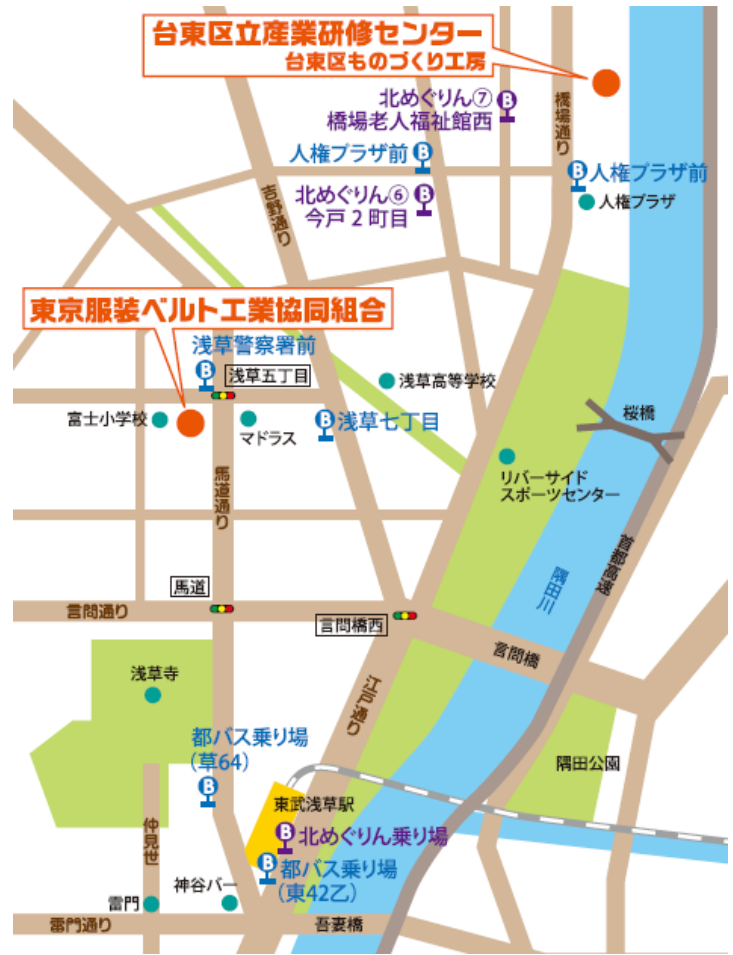 台東区立産業研修センター
台東区ものづくり工房
北めぐりん⑦
橋場老人福祉館西
橋場通り
人権プラザ前
人権プラザ前
北めぐりん⑥
今戸2町目
人権プラザ
吉野通り
東京服装ベルト工業協同組合
浅草警察署前
浅草五丁目
浅草高等学校
富士小学校
マドラス
浅草七丁目
桜橋
リバーサイド
スポーツセンター
馬道通り
首都高速
隅田川
馬道
言問通り
言問橋西
言問橋
浅草寺
江戸通り
都バス乗り場
(草64)
隅田公園
東武浅草駅
仲見世
北めぐりん乗り場
都バス乗り場
(東42乙)
神谷バー
雷門
雷門通り
吾妻橋
B
B
B
B
B
B
B
B
B